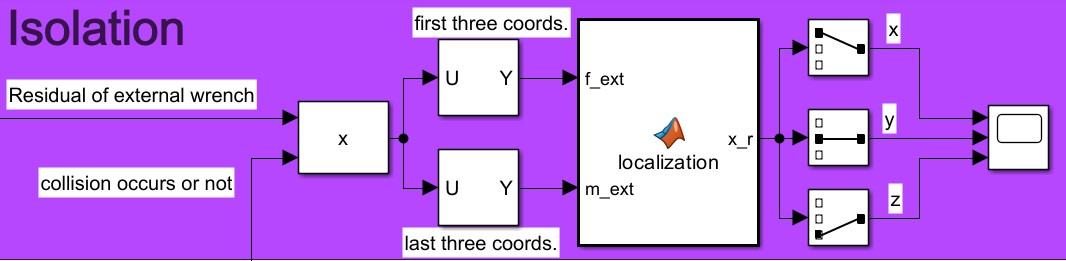 Isolation
Residual of external wrench
collision occurs or not
x
first three coords.
U Y
U Y
last three coords.
f_ext
m_ext
localization
x_r
x
y
z